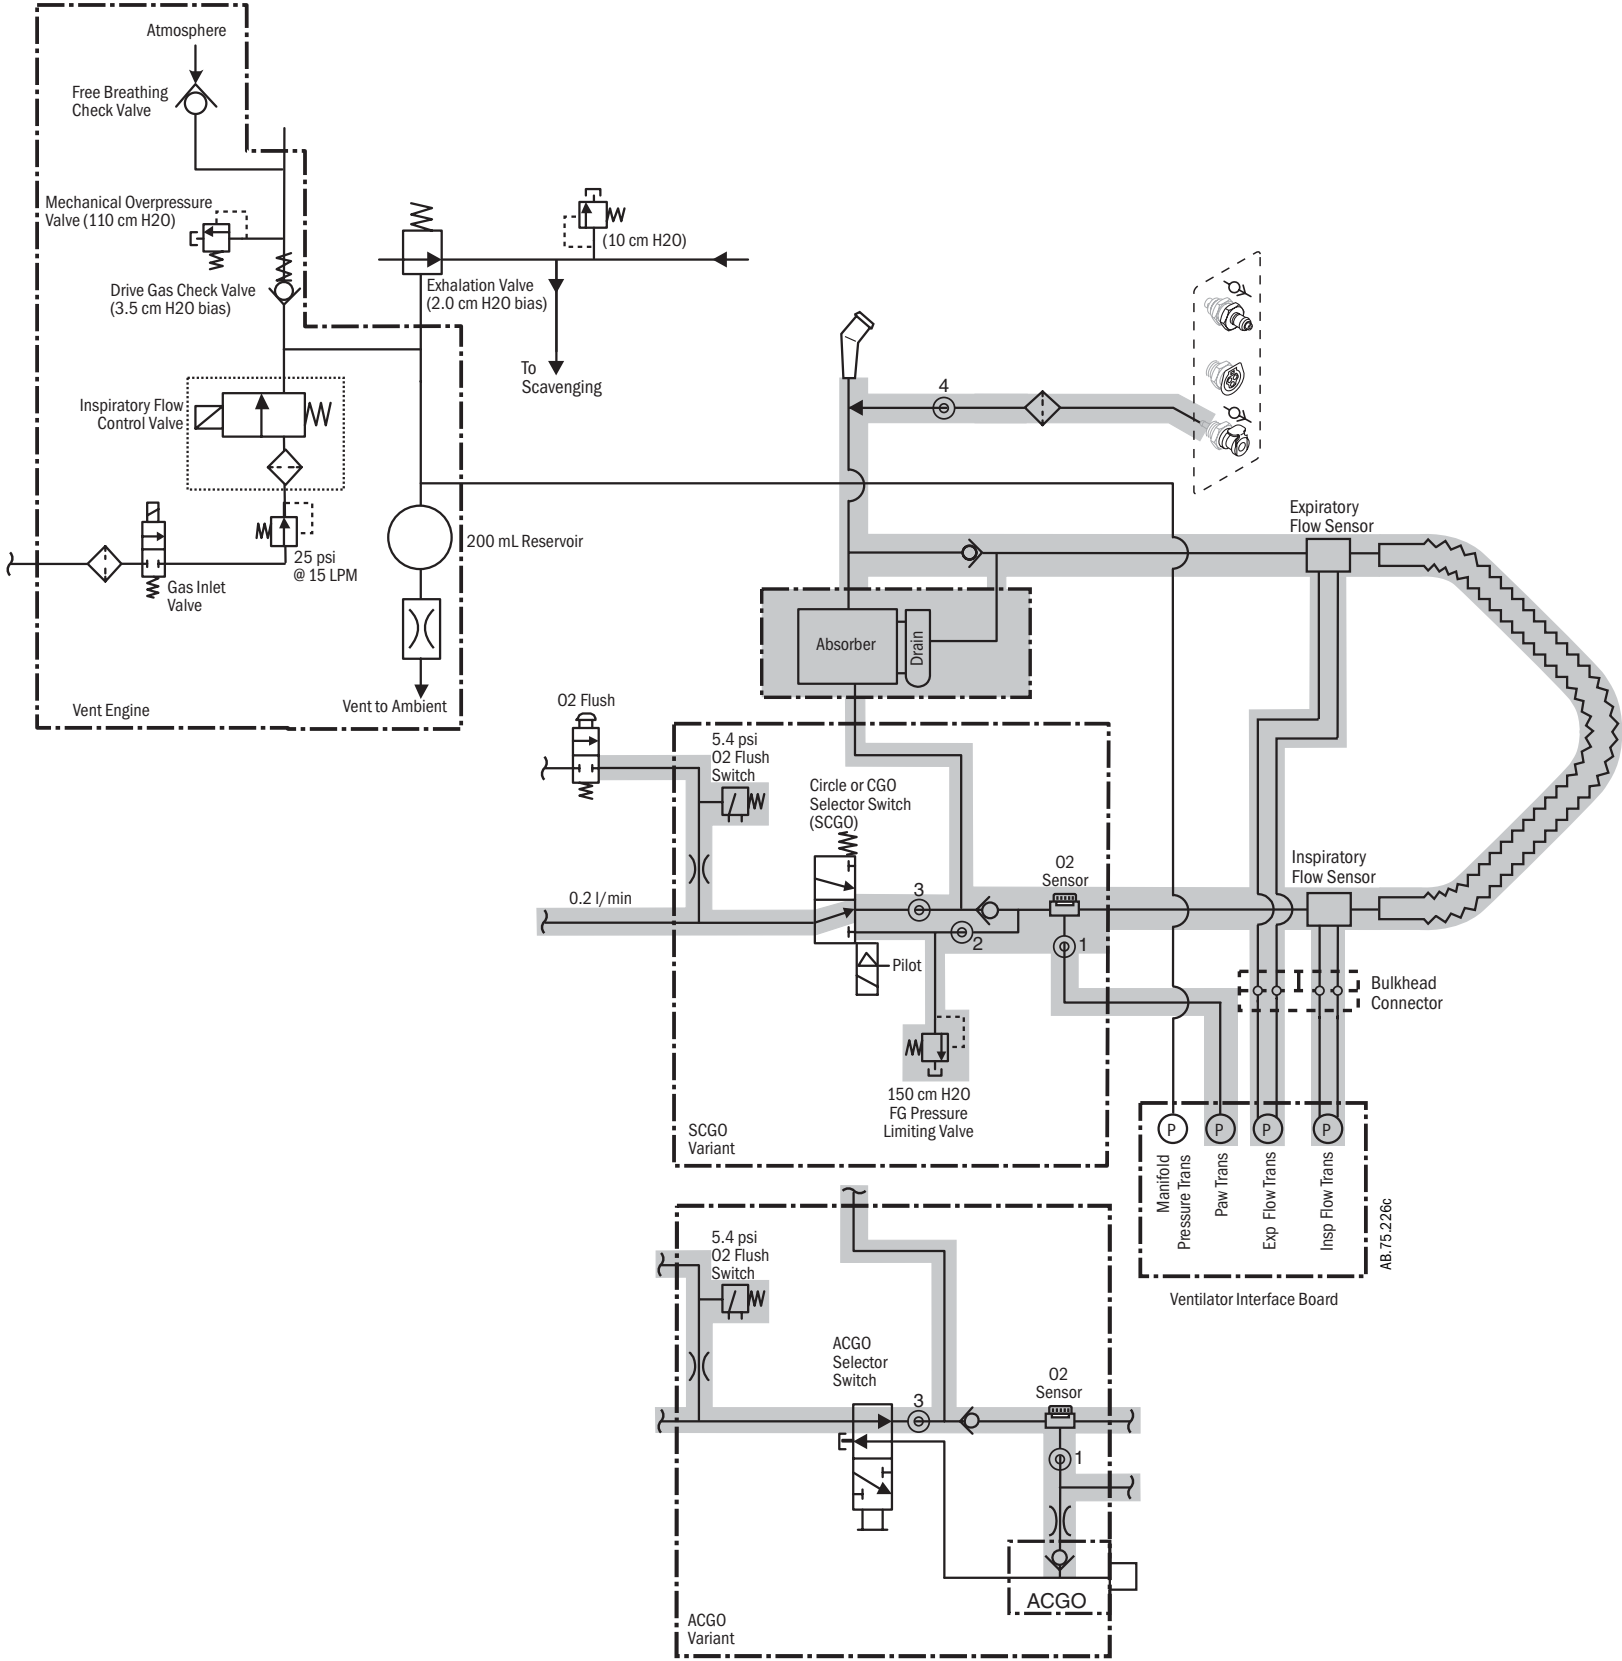 Atmosphere
Free Breathing
Check Valve
Mechanical Overpressure
Valve (110 cm H2O)
(10 cm H2O)
Drive Gas Check Valve
(3.5 cm H2O bias)
Exhalation Valve
(2.0 cm H2O bias)
To
Scavenging
Inspiratory Flow
Control Valve
4
25 psi
@ 15 LPM
Gas Inlet
Valve
200 mL Reservoir
Vent to Ambient
Vent Engine
Expiratory
Flow Sensor
Absorber
Drain
O2 Flush
5.4 psi
O2 Flush
Switch
Circle or CGO
Selector Switch
(SCGO)
0.2 l/min
3
2
O2
Sensor
1
Inspiratory
Flow Sensor
Pilot
Bulkhead
Connector
150 cm H2O
FG Pressure
Limiting Valve
SCGO
Variant
P
P
P
P
Manifold
Pressure Trans
Paw Trans
Exp Flow Trans
Insp Flow Trans
AB.75.226c
Ventilator Interface Board
5.4 psi
O2 Flush
Switch
ACGO
Selector
Switch
3
O2
Sensor
1
ACGO
ACGO
Variant